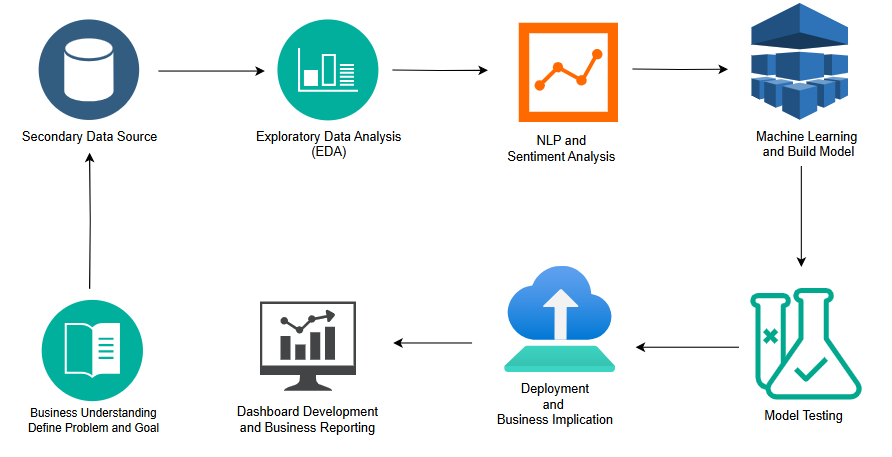 Secondary Data Source
Exploratory Data Analysis
(EDA)
NLP and
Sentiment Analysis
Machine Learning
and Build Model
Business Understanding
Define Problem and Goal
Dashboard Development
and Business Reporting
Deployment
and
Business Implication
Model Testing